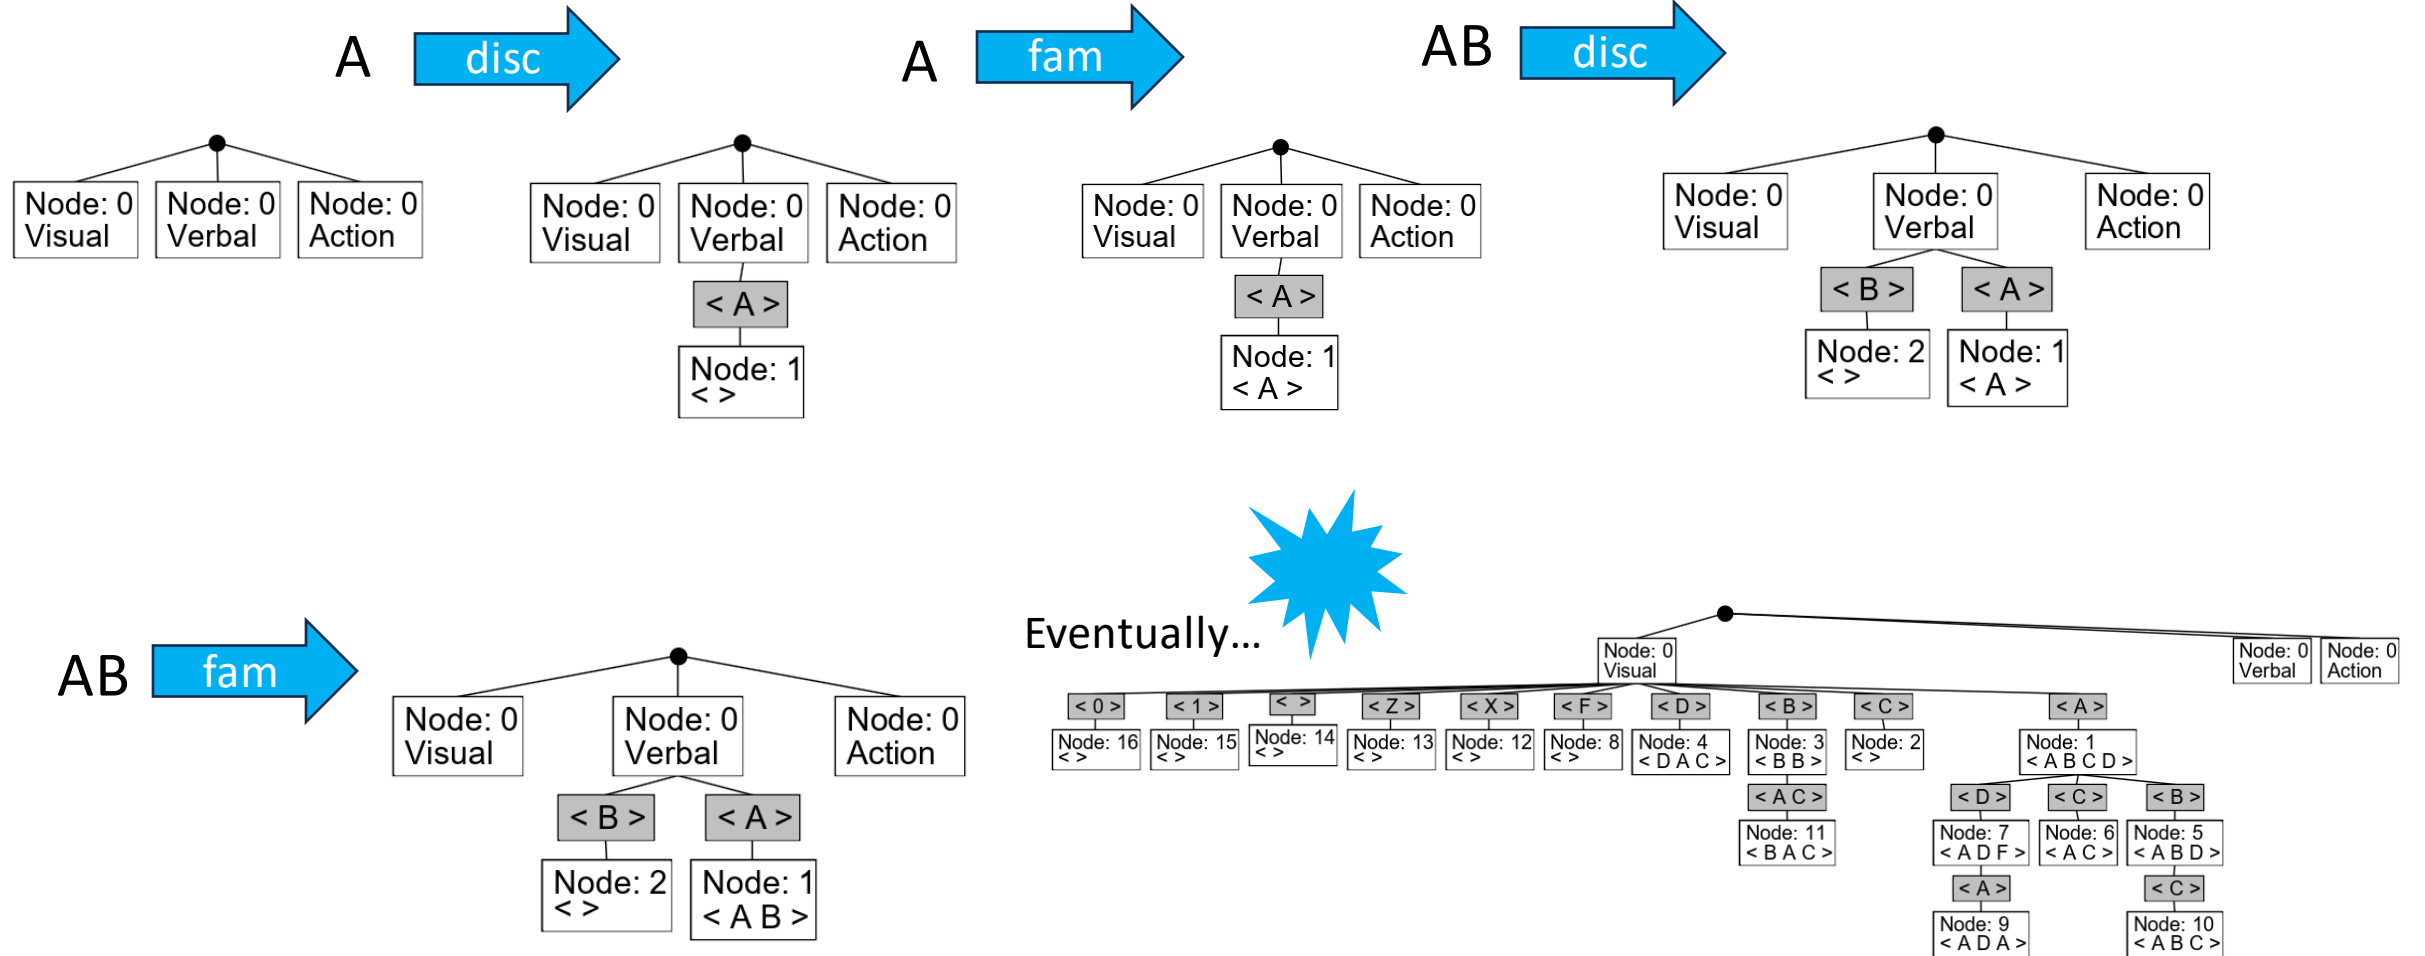 A
disc
A
fam
AB
disc
Node: 0
Visual
Node: 0
Verbal
Node: 0
Action
Node: 0
Visual
Node: 0
Verbal
Node: 0
Action
< A >
Node: 1
< >
Node: 0
Visual
Node: 0
Verbal
Node: 0
Action
< A >
Node: 1
< A >
Node: 0
Visual
Node: 0
Verbal
Node: 0
Action
< B >
< A >
Node: 2
< >
Node: 1
< A >
AB
fam
Node: 0
Visual
Node: 0
Verbal
Node: 0
Action
< B >
< A >
Node: 2
< >
Node: 1
< A B >
Eventually...
Node: 0
Visual
Node: 0
Verbal
Node: 0
Action
< 0 >
< 1 >
< >
< Z >
< X >
< F >
< D >
< B >
< C >
< A >
Node: 16
< >
Node: 15
< >
Node: 14
< >
Node: 13
< >
Node: 12
< >
Node: 8
< >
Node: 4
< D A C >
Node: 3
< B B >
Node: 2
< >
Node: 1
< A B C D >
< A C >
< D >
< C >
< B >
Node: 11
< B A C >
Node: 7
< A D F >
Node: 6
< A C >
Node: 5
< A B D >
< A >
< C >
Node: 9
< A D A >
Node: 10
< A B C >